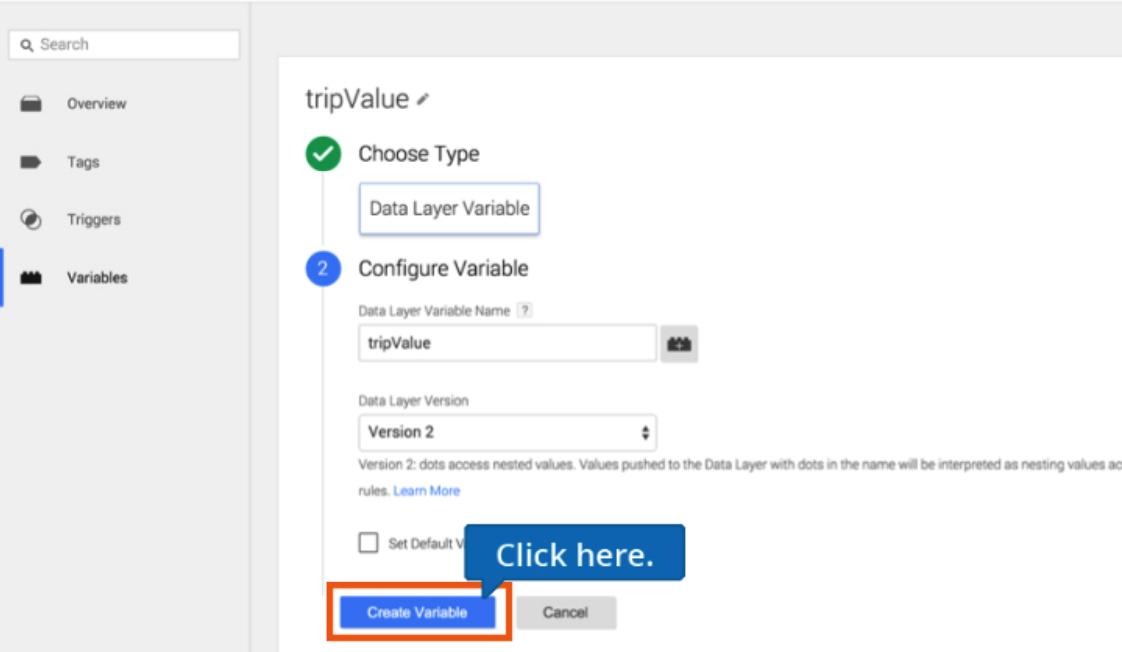 Search
Overview
Tags
Triggers
Variables
tripValue
Choose Type
Data Layer Variable
2
Configure Variable
Data Layer Variable Name ?
tripValue
Data Layer Version
Version 2
Version 2: dots access nested values. Values pushed to the Data Layer with dots in the name will be interpreted as nesting values
rules. Learn More
Set Default
Click here.
Create Variable
Cancel